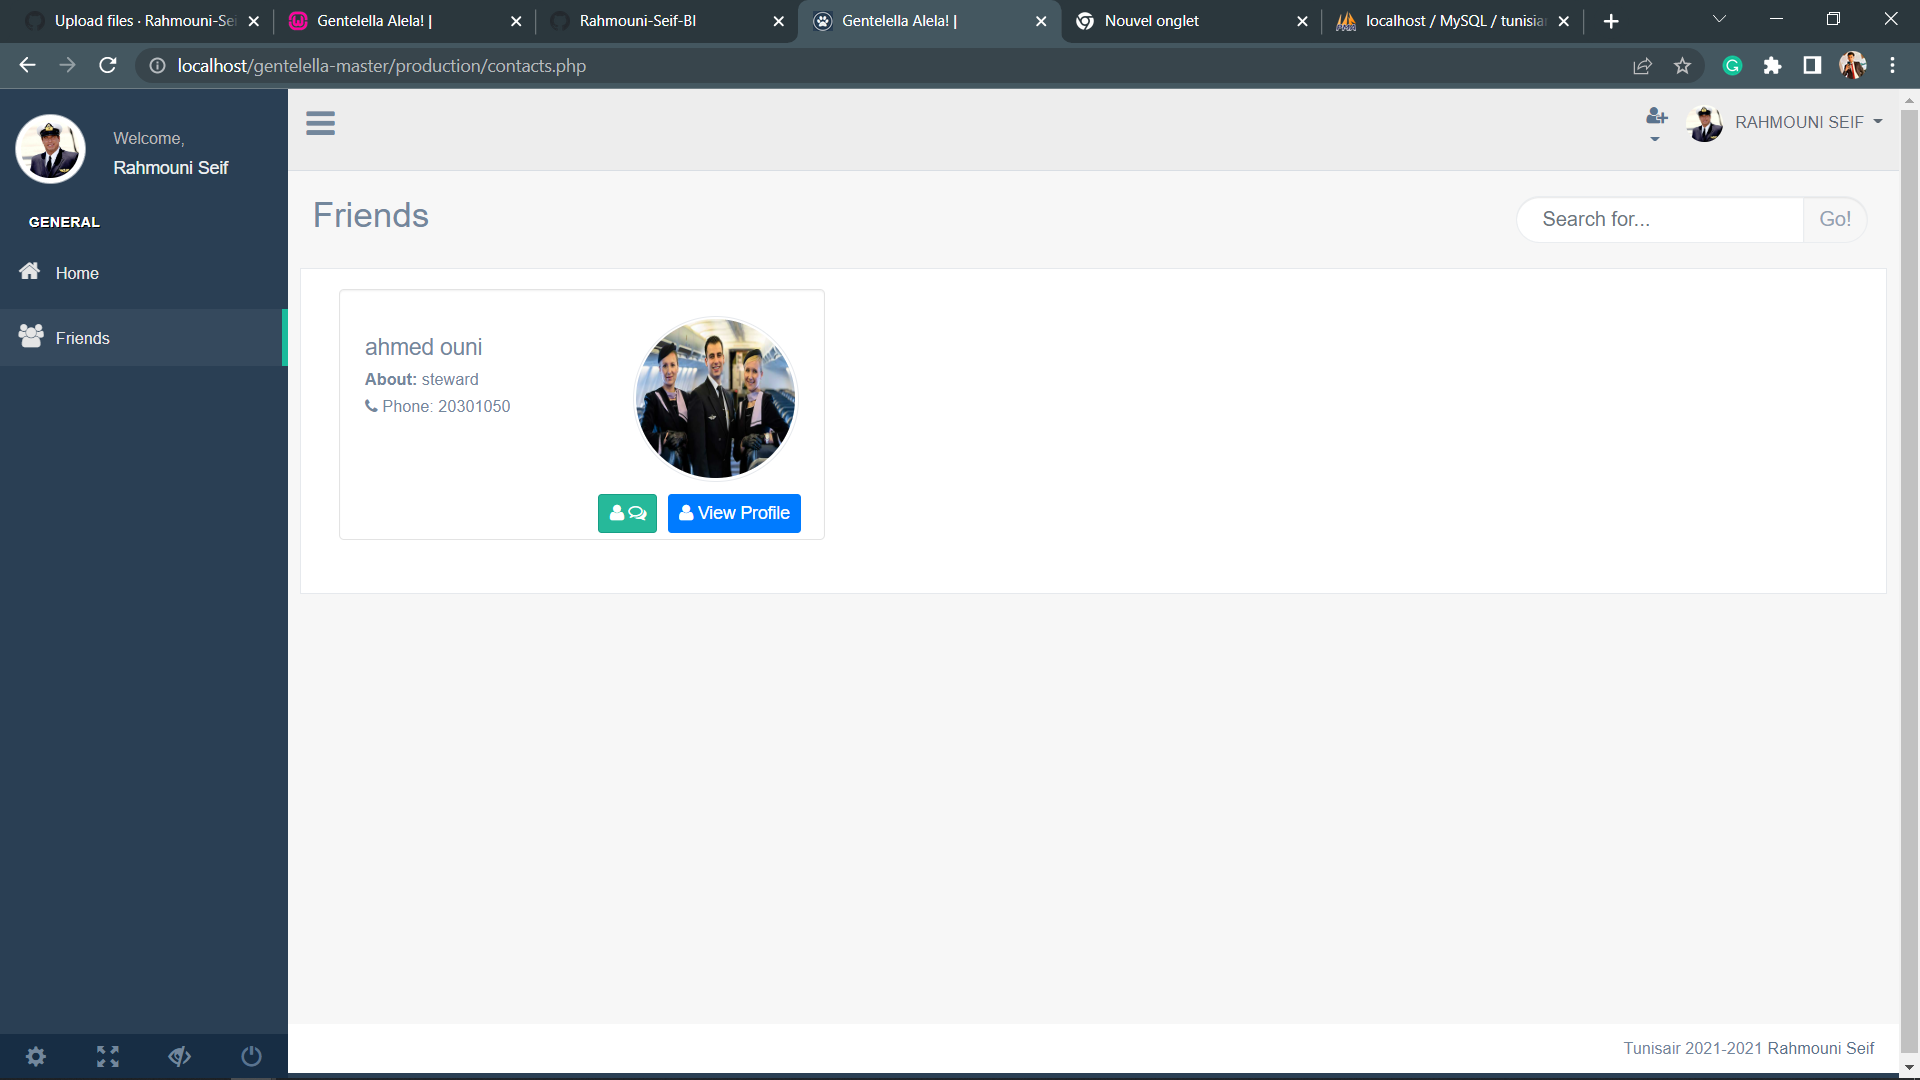 Upload files · Rahmouni-Sei
Gentelella Alela! |
Rahmouni-Seif-BI
Gentelella Alela! |
Nouvel onglet
localhost / MySQL / tunisiar
localhost/gentelella-master/production/contacts.php
Welcome,
Rahmouni Seif
RAHMOUNI SEIF
GENERAL
Home
Friends
Friends
Search for...
Go!
ahmed ouni
About: steward
Phone: 20301050
View Profile
Tunisair 2021-2021 Rahmouni Seif